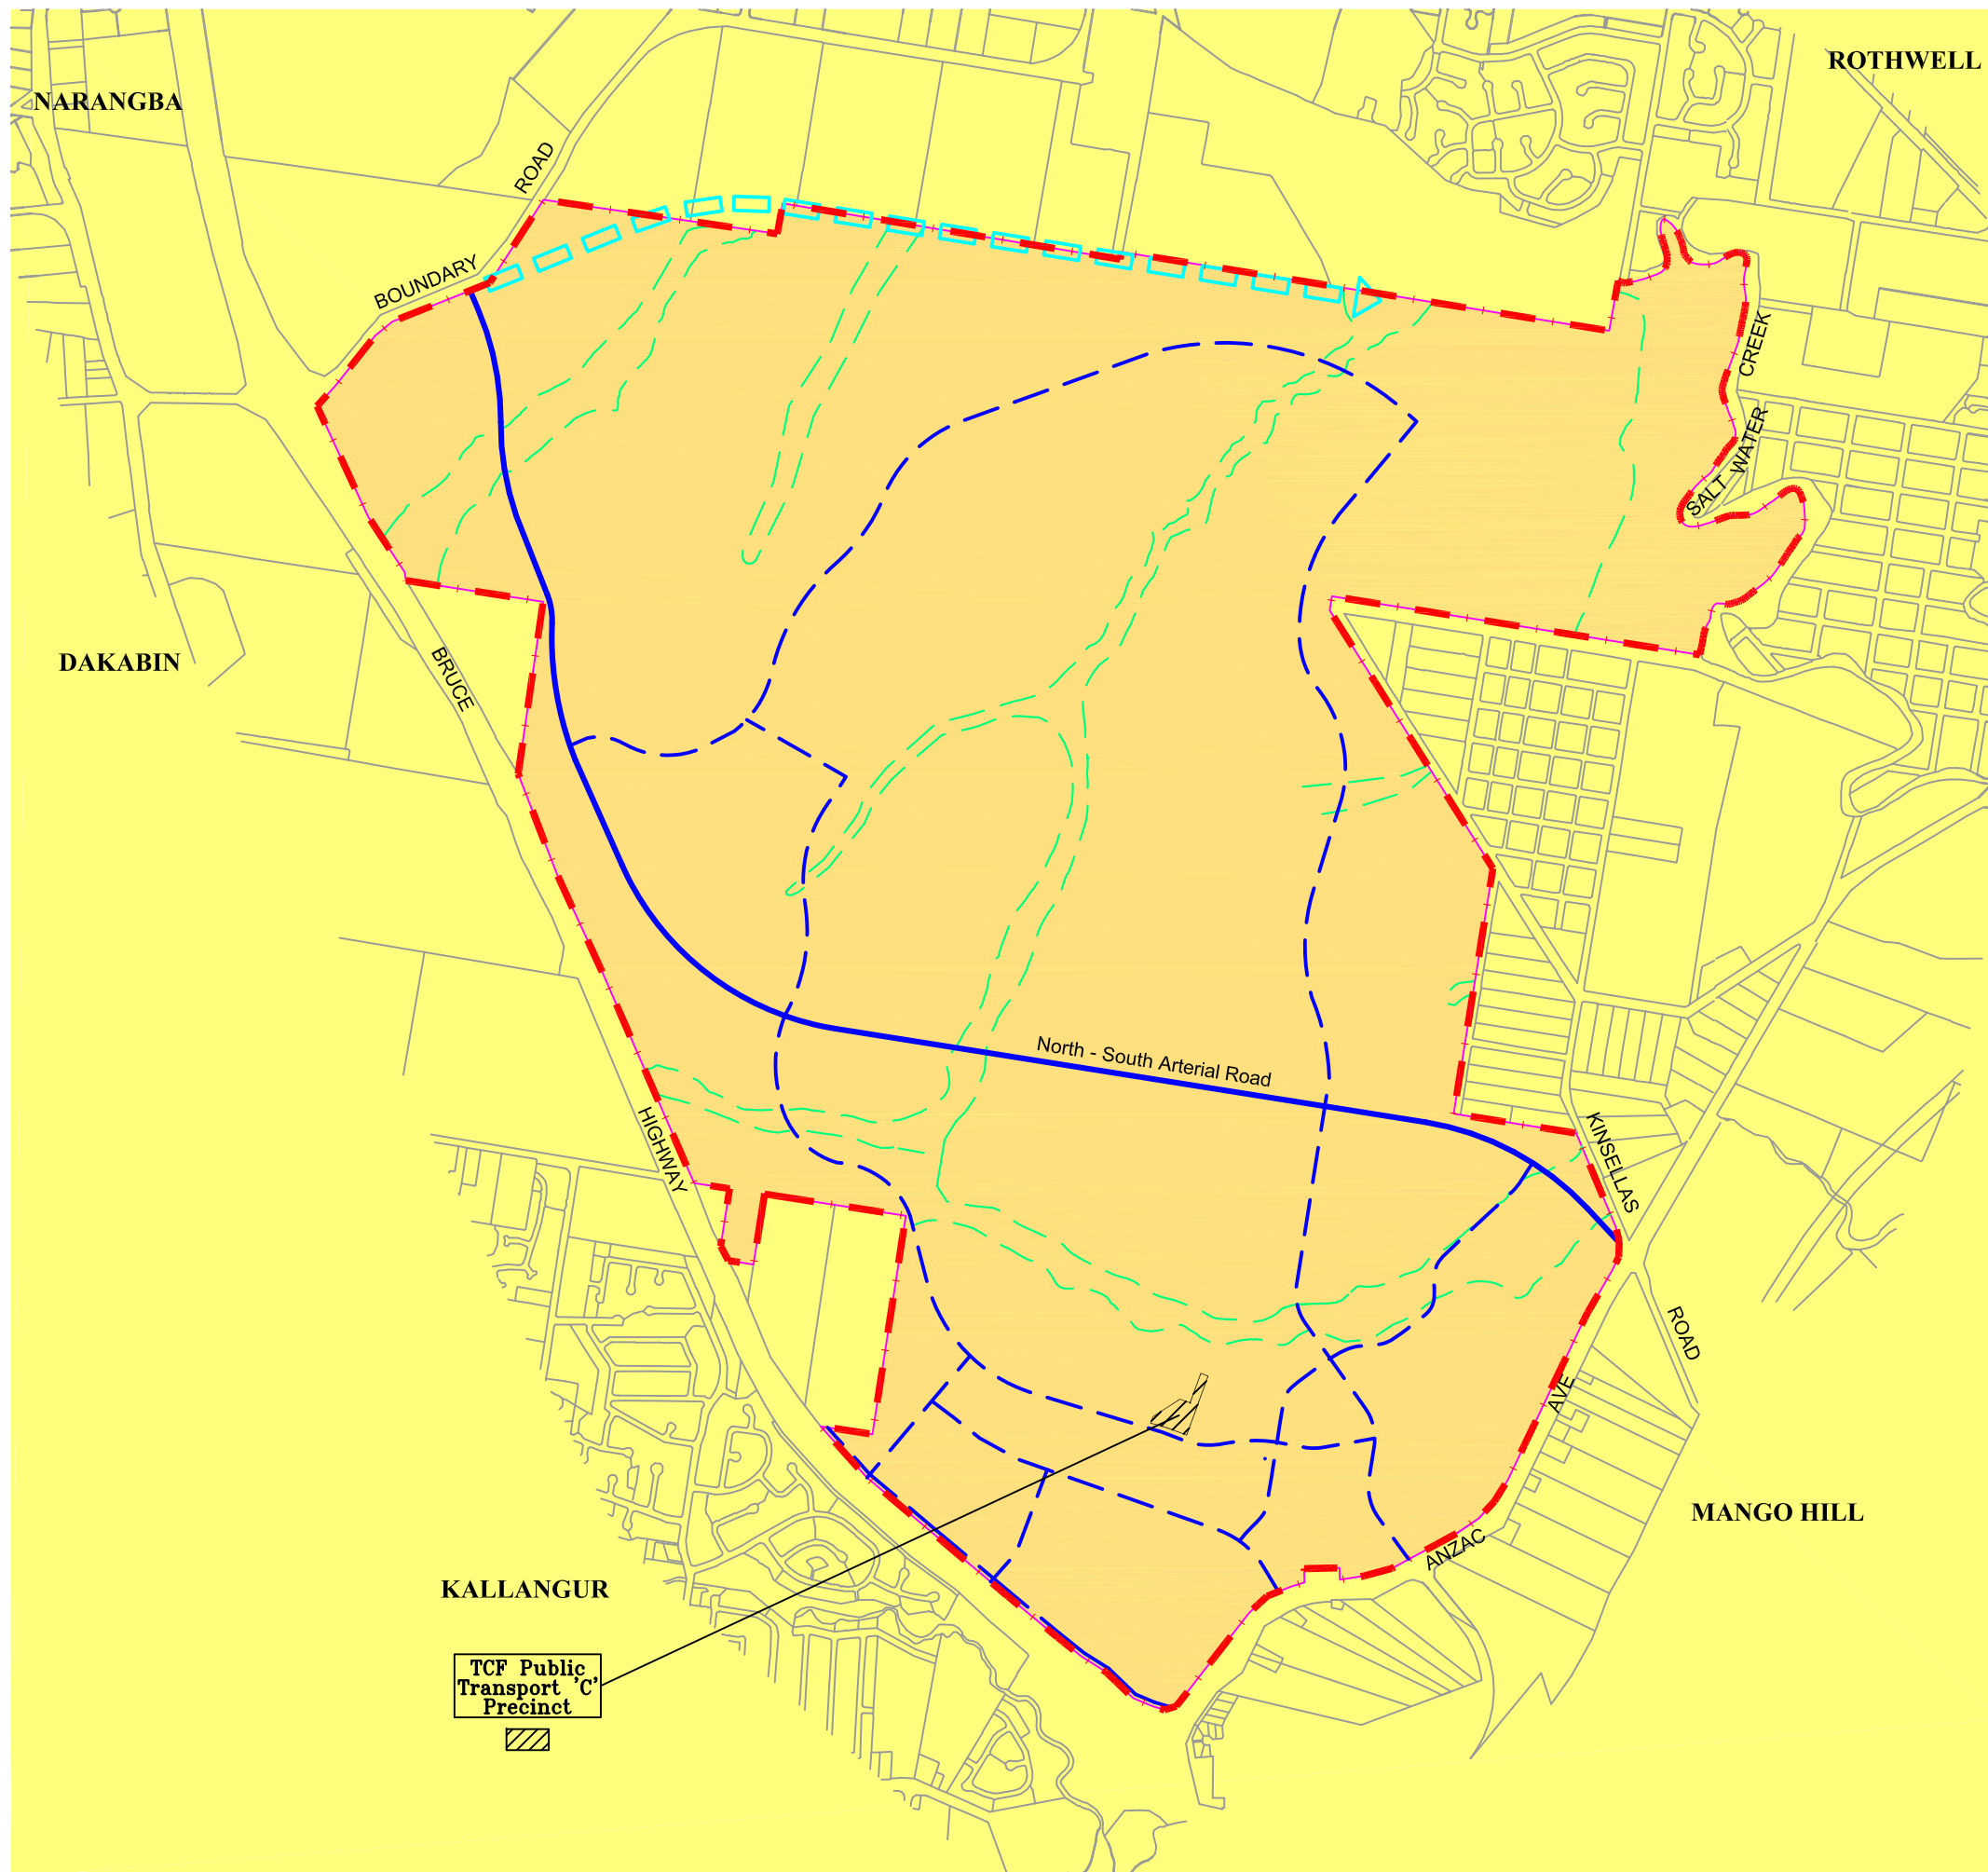 ROTHWELL
NARANGBA
ROAD
BOUNDARY
CREEK
SALT WATER
DAKABIN
BRUCE
North - South Arterial Road
HIGHWAY
KINSELLAS
ROAD
AVE
MANGO HILL
ANZAC
KALLANGUR
TCF Public
Transport 'C'
Precinct